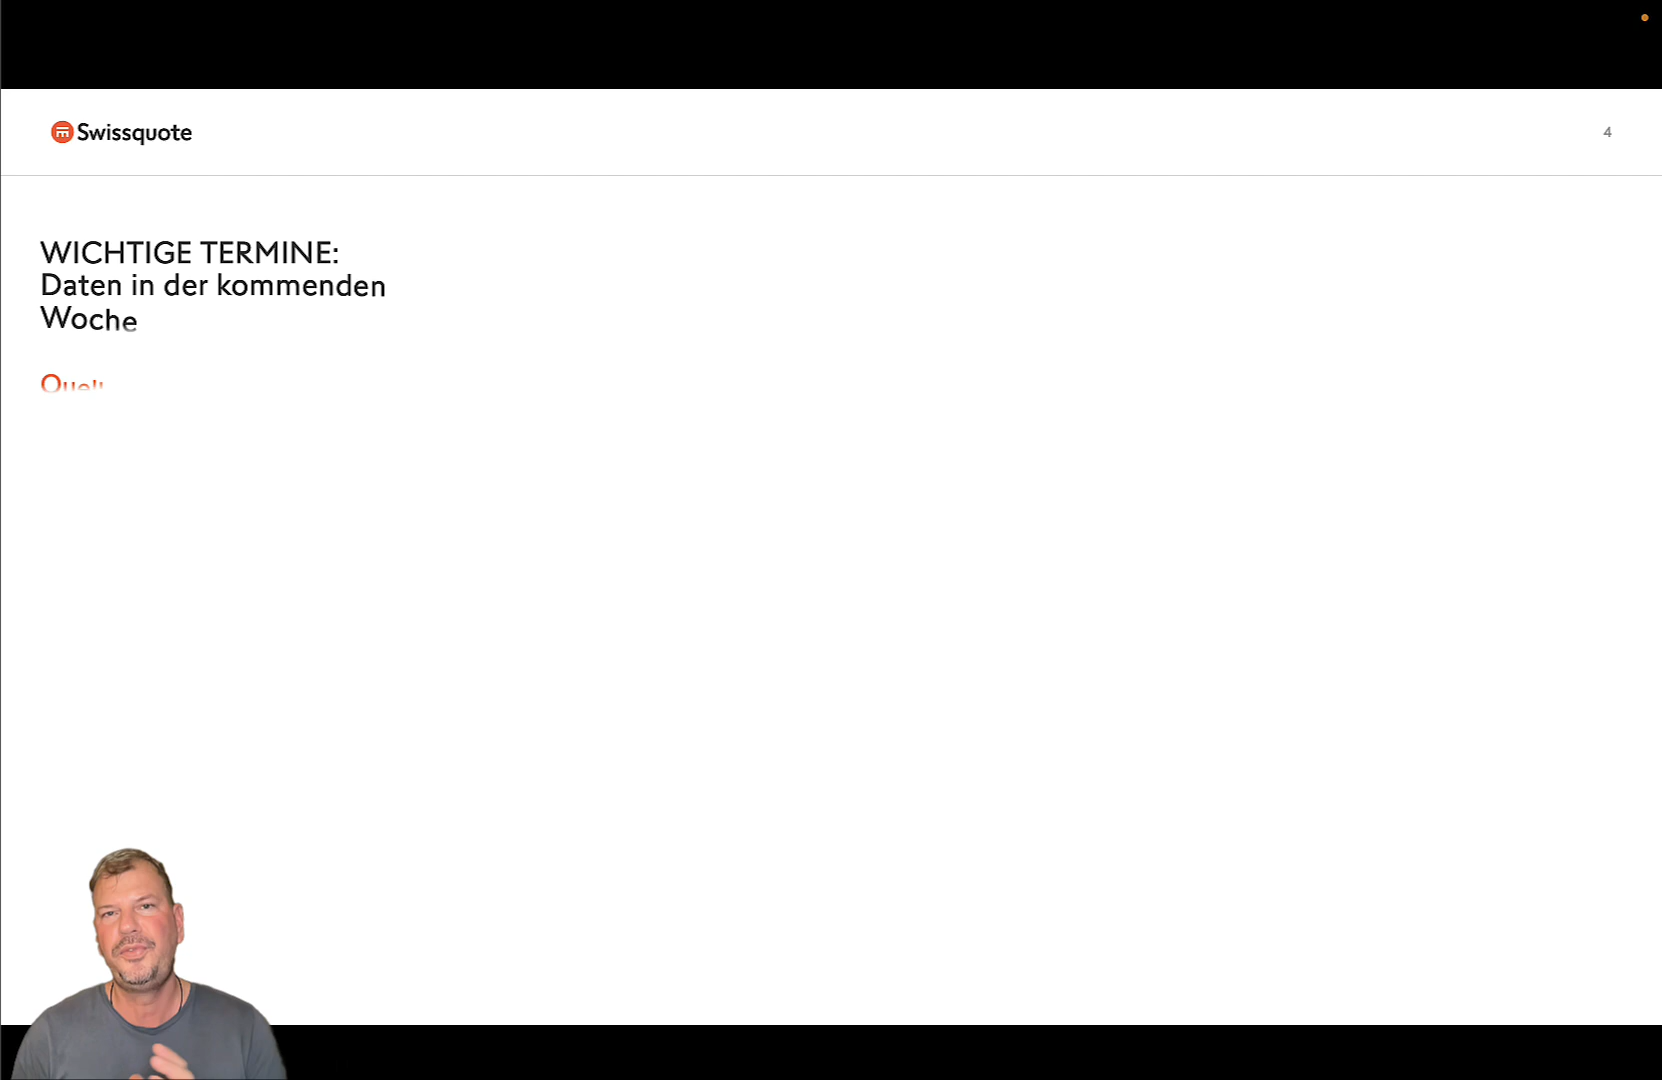 Swissquote
4
WICHTIGE TERMINE:
Daten in der kommenden
Woche